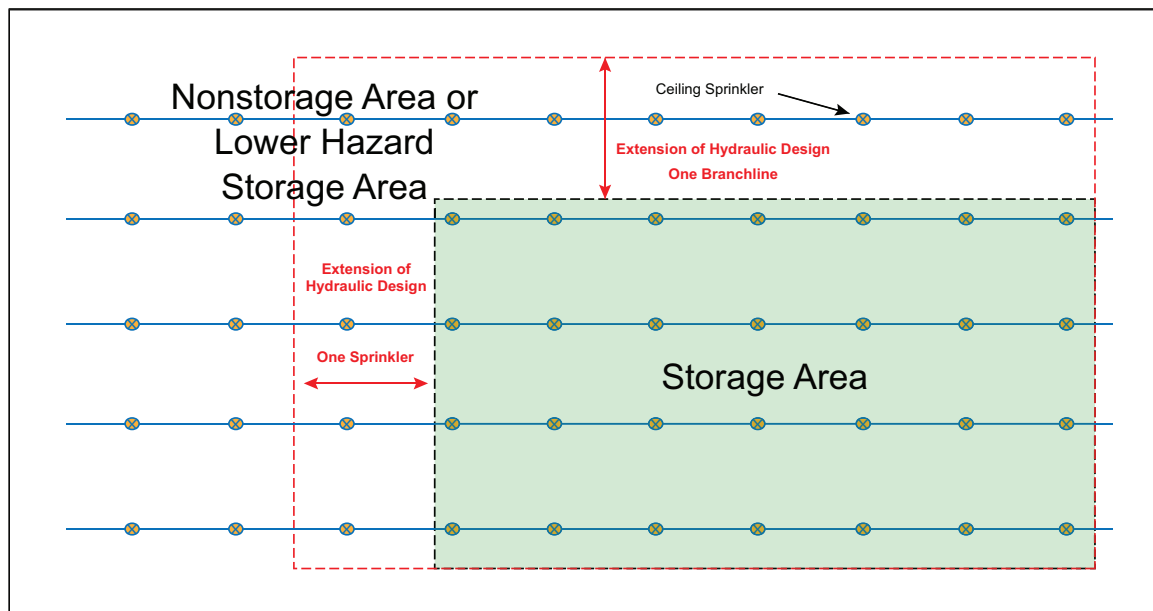 Nonstorage Area or
Lower Hazard
Storage Area
Ceiling Sprinkler
Extension of Hydraulic Design
One Branchline
Extension of
Hydraulic Design
One Sprinkler
Storage Area